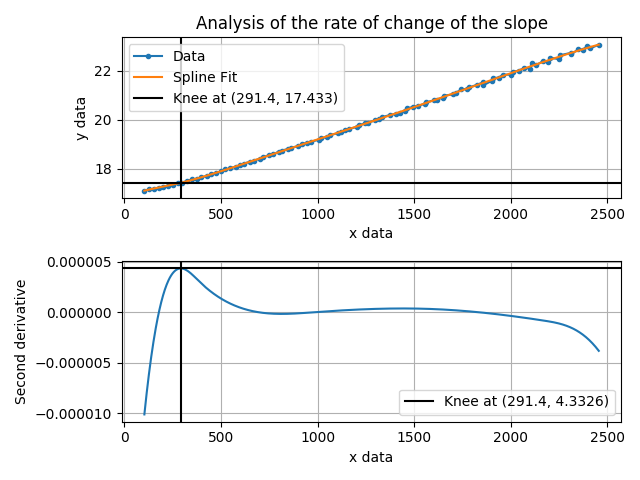 Analysis of the rate of change of the slope
Data
Spline Fit
Knee at (291.4, 17.433)
y data
22
20
18
0
500
1000
1500
2000
2500
x data
0.000005
0.000000
−0.000005
−0.000010
Second derivative
Knee at (291.4, 4.3326)
0
500
1000
1500
2000
2500
x data